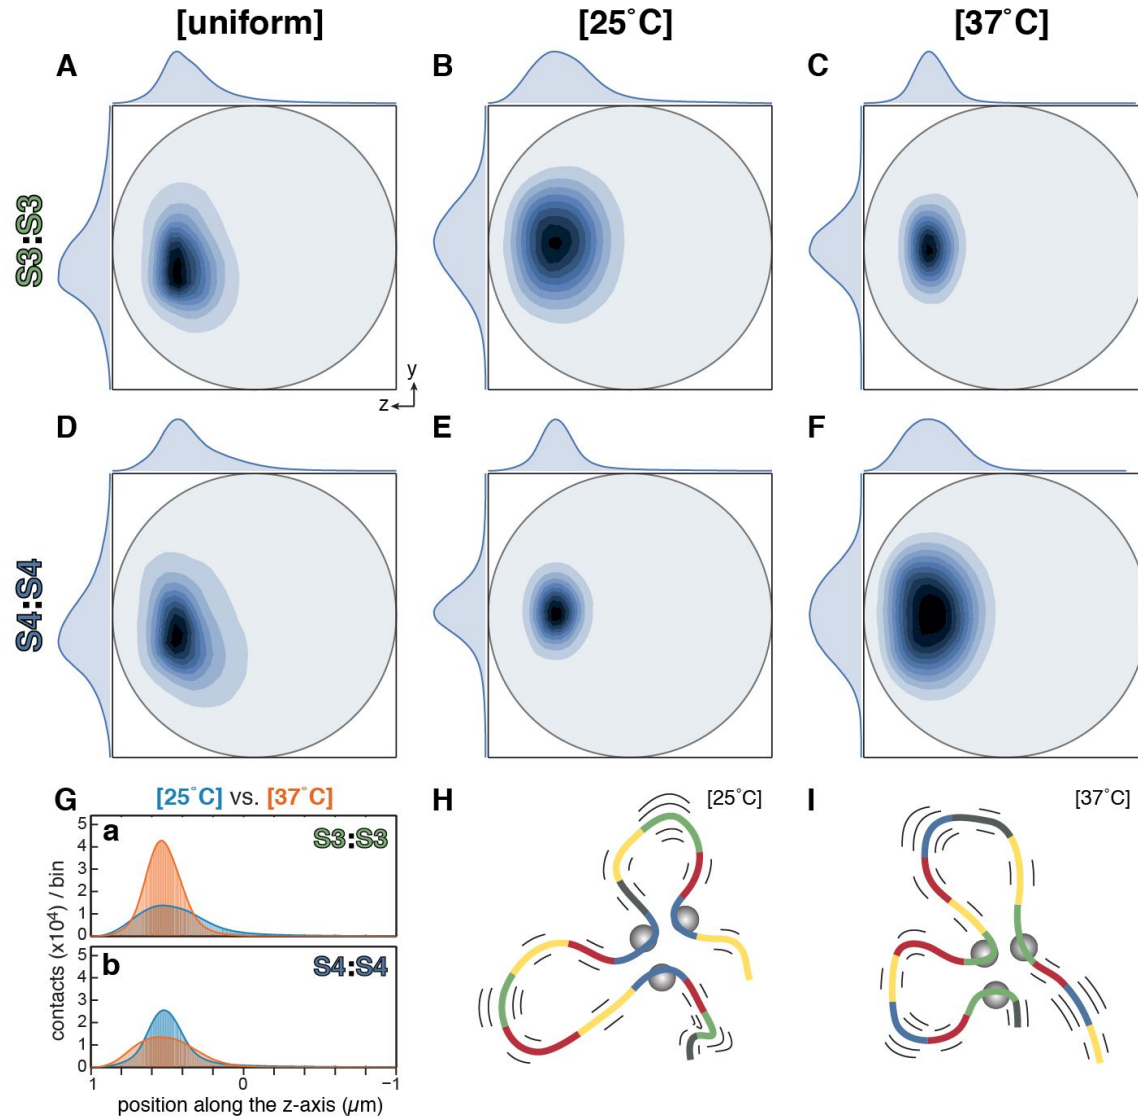 [uniform]
[25˚C]
[37˚C]
A
B
C
S3:S3
y
z
D
E
F
S4:S4
G
[25˚C] vs. [37˚C]
H
[25˚C]
I
[37˚C]
a
S3:S3
5
4
3
2
1
0
b
S4:S4
5
4
3
2
1
0
contacts (x10⁴) / bin
1
0
−1
position along the z-axis (µm)